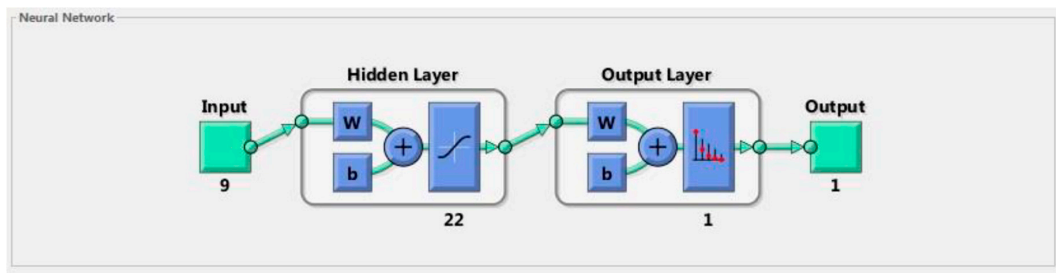 Neural Network
Hidden Layer
Output Layer
Input
Output
W
W
b
b
9
22
1
1